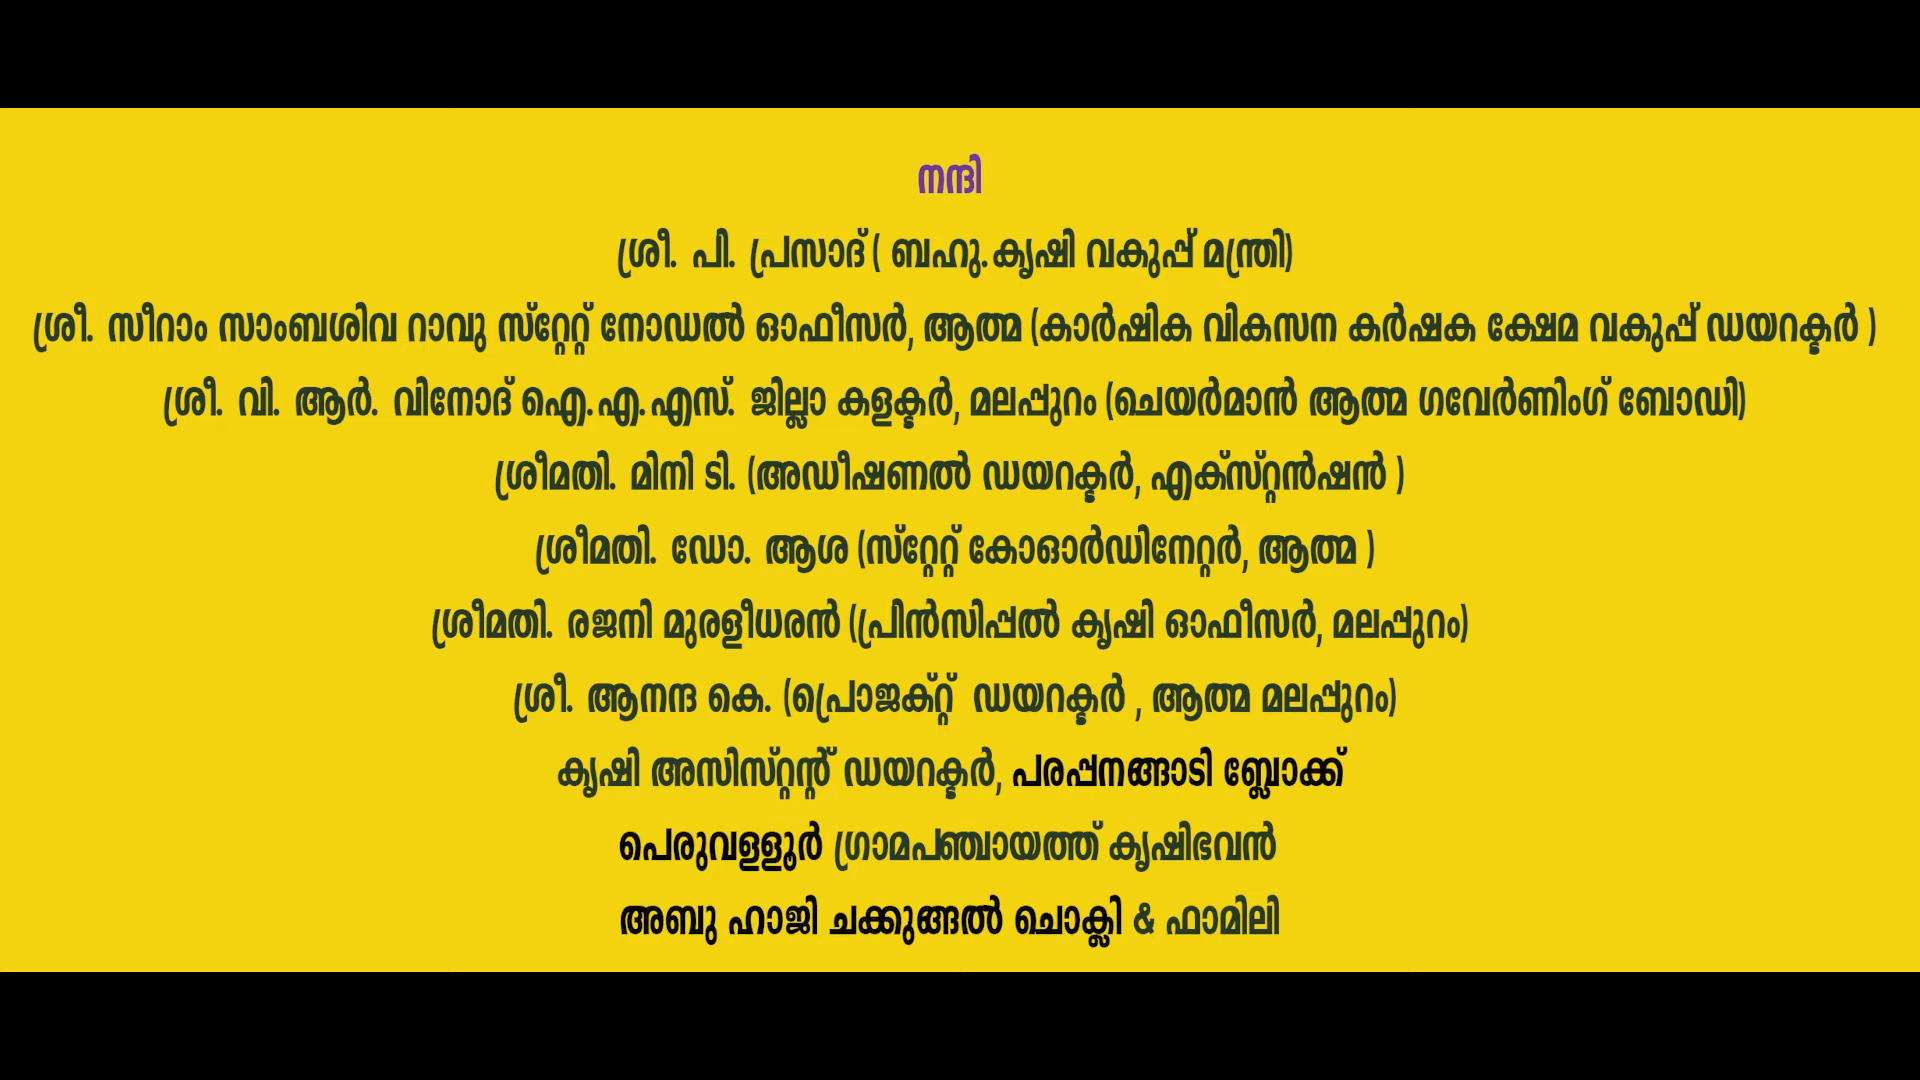 നന്ദി
ശ്രീ. പി. പ്രസാദ് ( ബഹു.കൃഷി വകുപ്പ് മന്ത്രി)
ശ്രീ. സീറാം സാംബശിവ റാവു സ്റ്റേറ്റ് നോഡൽ ഓഫീസർ, ആത്മ (കാർഷിക വികസന കർഷക ക്ഷേമ വകുപ്പ് ഡയറക്ടർ )
ശ്രീ. വി. ആർ. വിനോദ് ഐ.എ.എസ്. ജില്ലാ കളക്ടർ, മലപ്പുറം (ചെയർമാൻ ആത്മ ഗവേർണിംഗ് ബോഡി)
ശ്രീമതി. മിനി ടി. (അഡീഷണൽ ഡയറക്ടർ, എക്സ്റ്റൻഷൻ )
ശ്രീമതി. ഡോ. ആശ (സ്റ്റേറ്റ് കോഓർഡിനേറ്റർ, ആത്മ )
ശ്രീമതി. രജനി മുരളീധരൻ (പ്രിൻസിപ്പൽ കൃഷി ഓഫീസർ, മലപ്പുറം)
ശ്രീ. ആനന്ദ കെ. (പ്രൊജക്റ്റ് ഡയറക്ടർ , ആത്മ മലപ്പുറം)
കൃഷി അസിസ്റ്റന്റ് ഡയറക്ടർ, പരപ്പനങ്ങാടി ബ്ലോക്ക്
പെരുവള്ളൂർ ഗ്രാമപഞ്ചായത്ത് കൃഷിഭവൻ
അബു ഹാജി ചക്കുങ്ങൽ ചൊക്ലി & ഫാമിലി